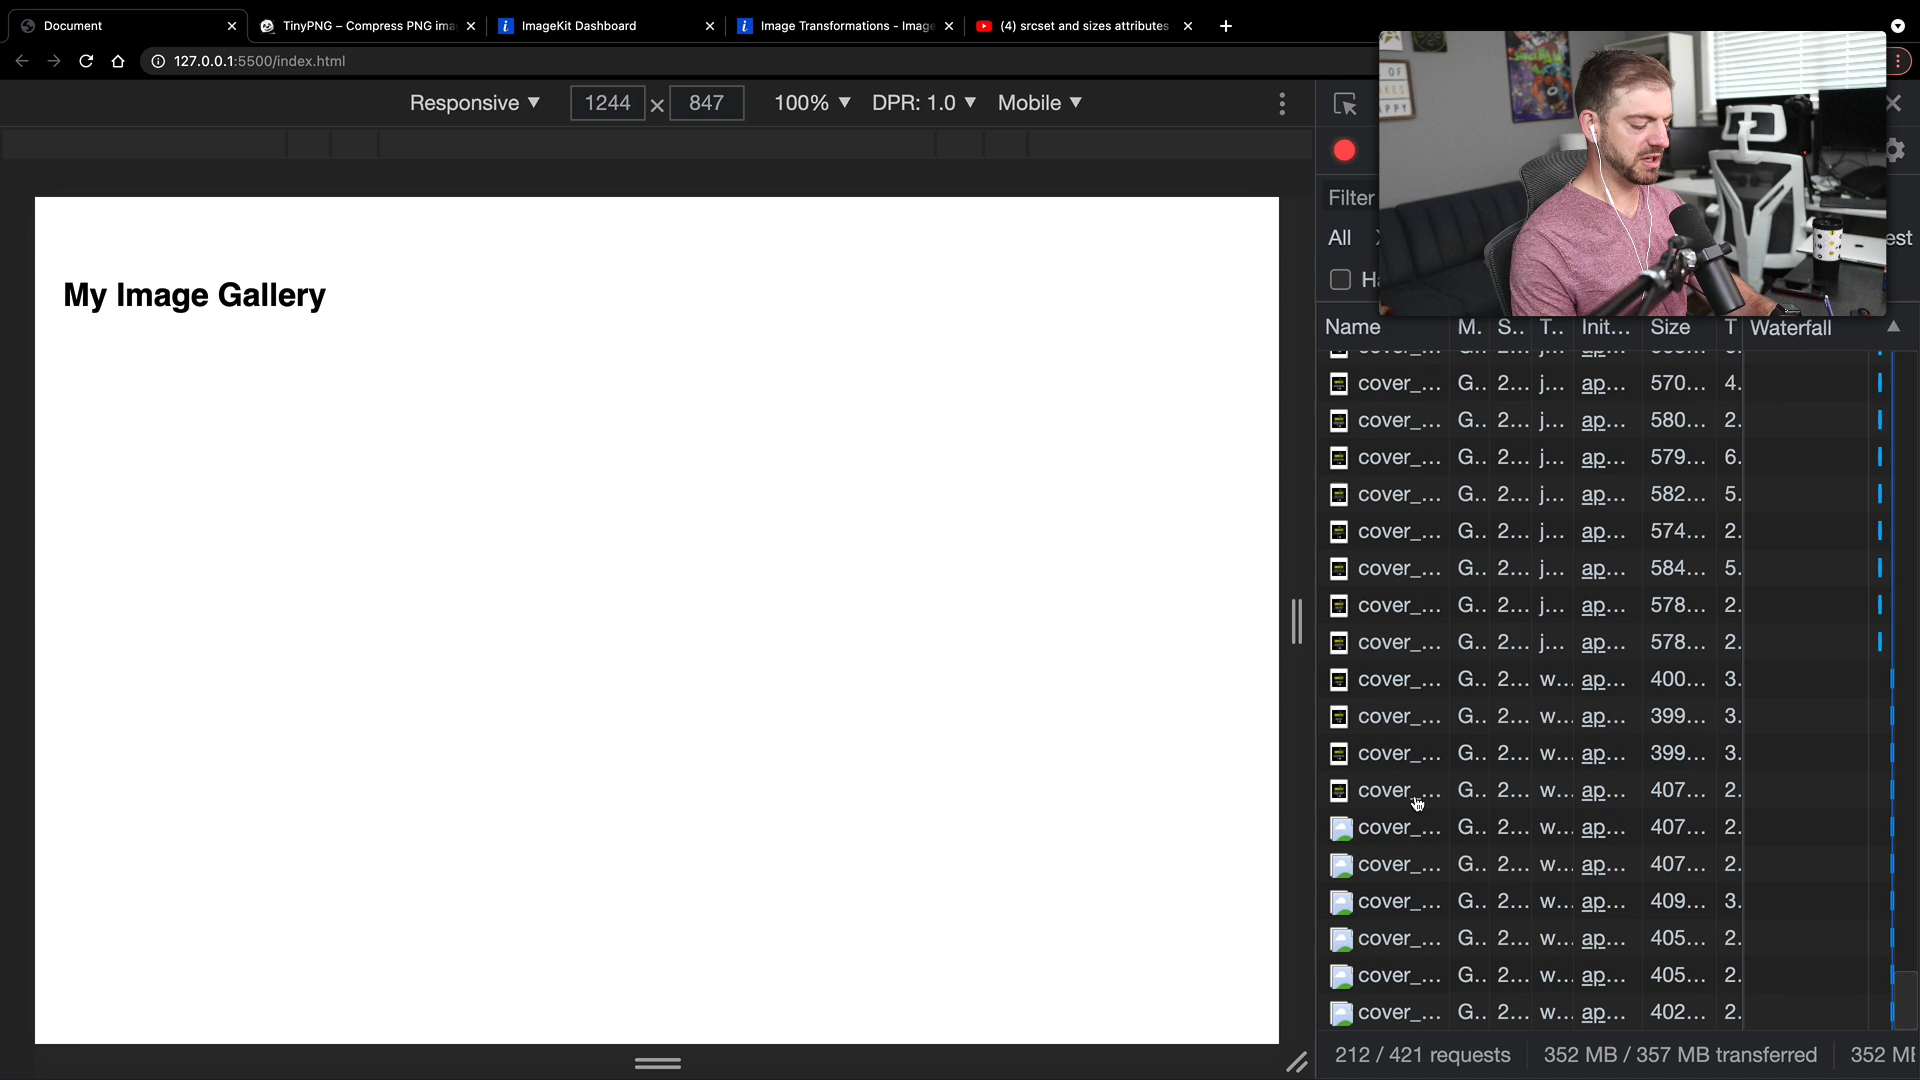 Document
TinyPNG – Compress PNG ima
ImageKit Dashboard
Image Transformations - Image
(4) srcset and sizes attributes
127.0.0.1:5500/index.html
Responsive ▼ 1244 × 847 100% ▼ DPR: 1.0 ▼ Mobile ▼
Filter
All
est
Ha
My Image Gallery
Name M. S.. T.. Init... Size T Waterfall
cover_... G.. 2... j... ap... 570... 4.
cover_... G.. 2... j... ap... 580... 2.
cover_... G.. 2... j... ap... 579... 6.
cover_... G.. 2... j... ap... 582... 5.
cover_... G.. 2... j... ap... 574... 2.
cover_... G.. 2... j... ap... 584... 5.
cover_... G.. 2... j... ap... 578... 2.
cover_... G.. 2... j... ap... 578... 2.
cover_... G.. 2... w... ap... 400... 3.
cover_... G.. 2... w... ap... 399... 3.
cover_... G.. 2... w... ap... 399... 3.
cover_... G.. 2... w... ap... 407... 2.
cover_... G.. 2... w... ap... 407... 2.
cover_... G.. 2... w... ap... 407... 2.
cover_... G.. 2... w... ap... 409... 3.
cover_... G.. 2... w... ap... 405... 2.
cover_... G.. 2... w... ap... 405... 2.
cover_... G.. 2... w... ap... 402... 2.
212 / 421 requests 352 MB / 357 MB transferred 352 ME